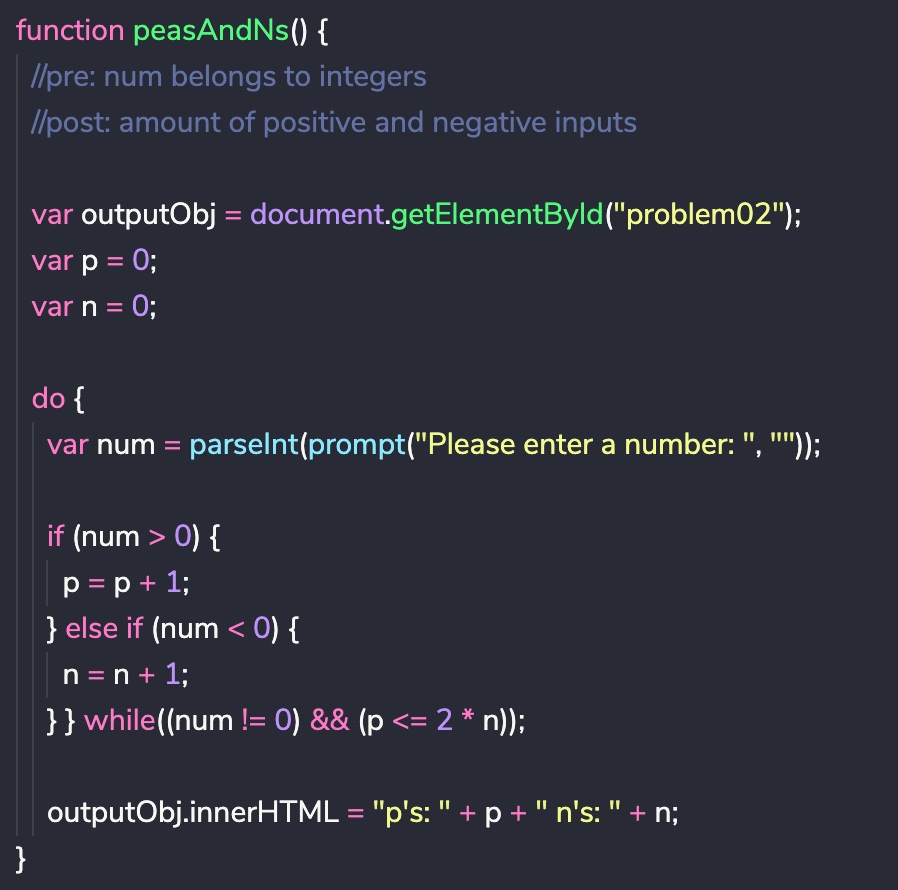 function peasAndNs() {
//pre: num belongs to integers
//post: amount of positive and negative inputs
var outputObj = document.getElementById("problem02");
var p = 0;
var n = 0;
do {
var num = parseInt(prompt("Please enter a number: ", ""));
if (num > 0) {
p = p + 1;
} else if (num < 0) {
n = n + 1;
} } while((num != 0) && (p <= 2 * n));
outputObj.innerHTML = "p's: " + p + " n's: " + n;
}